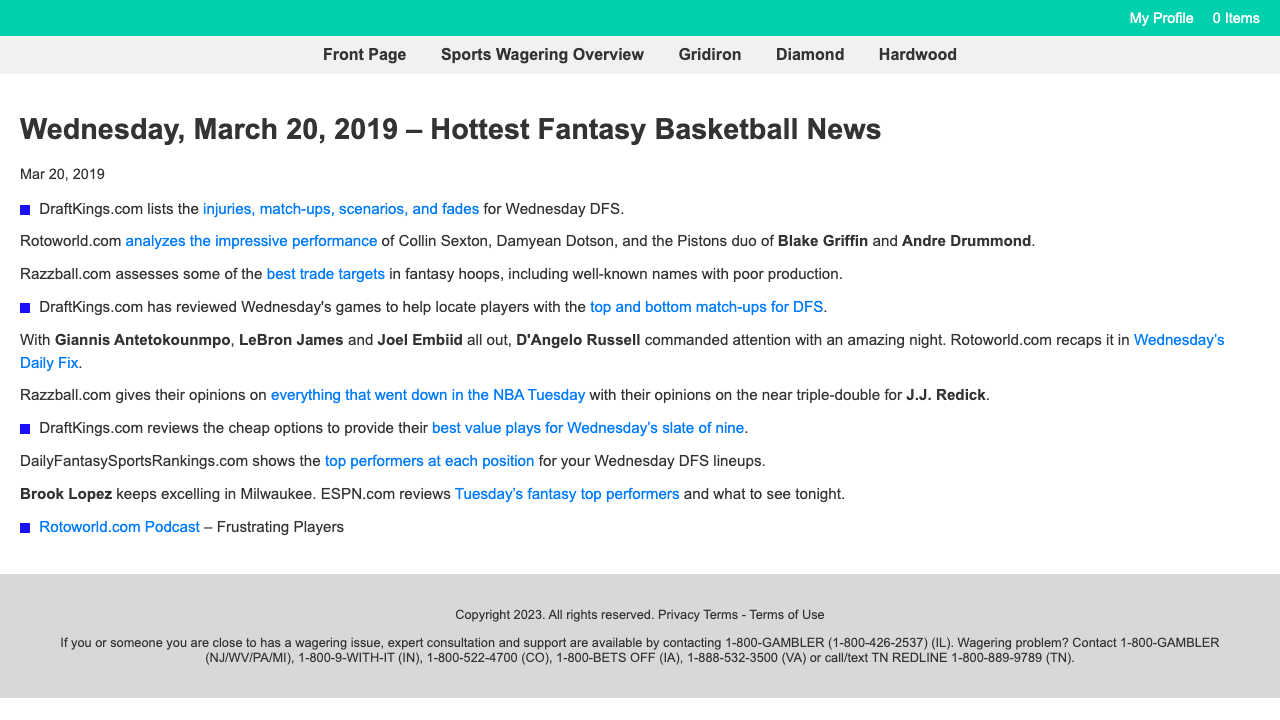 My Profile 0 Items
Front Page Sports Wagering Overview Gridiron Diamond Hardwood
Wednesday, March 20, 2019 – Hottest Fantasy Basketball News
Mar 20, 2019
DraftKings.com lists the injuries, match-ups, scenarios, and fades for Wednesday DFS.
Rotoworld.com analyzes the impressive performance of Collin Sexton, Damyean Dotson, and the Pistons duo of Blake Griffin and Andre Drummond.
Razzball.com assesses some of the best trade targets in fantasy hoops, including well-known names with poor production.
DraftKings.com has reviewed Wednesday's games to help locate players with the top and bottom match-ups for DFS.
With Giannis Antetokounmpo, LeBron James and Joel Embiid all out, D'Angelo Russell commanded attention with an amazing night. Rotoworld.com recaps it in Wednesday’s
Daily Fix.
Razzball.com gives their opinions on everything that went down in the NBA Tuesday with their opinions on the near triple-double for J.J. Redick.
DraftKings.com reviews the cheap options to provide their best value plays for Wednesday’s slate of nine.
DailyFantasySportsRankings.com shows the top performers at each position for your Wednesday DFS lineups.
Brook Lopez keeps excelling in Milwaukee. ESPN.com reviews Tuesday’s fantasy top performers and what to see tonight.
Rotoworld.com Podcast – Frustrating Players
Copyright 2023. All rights reserved. Privacy Terms - Terms of Use
If you or someone you are close to has a wagering issue, expert consultation and support are available by contacting 1-800-GAMBLER (1-800-426-2537) (IL). Wagering problem? Contact 1-800-GAMBLER
(NJ/WV/PA/MI), 1-800-9-WITH-IT (IN), 1-800-522-4700 (CO), 1-800-BETS OFF (IA), 1-888-532-3500 (VA) or call/text TN REDLINE 1-800-889-9789 (TN).